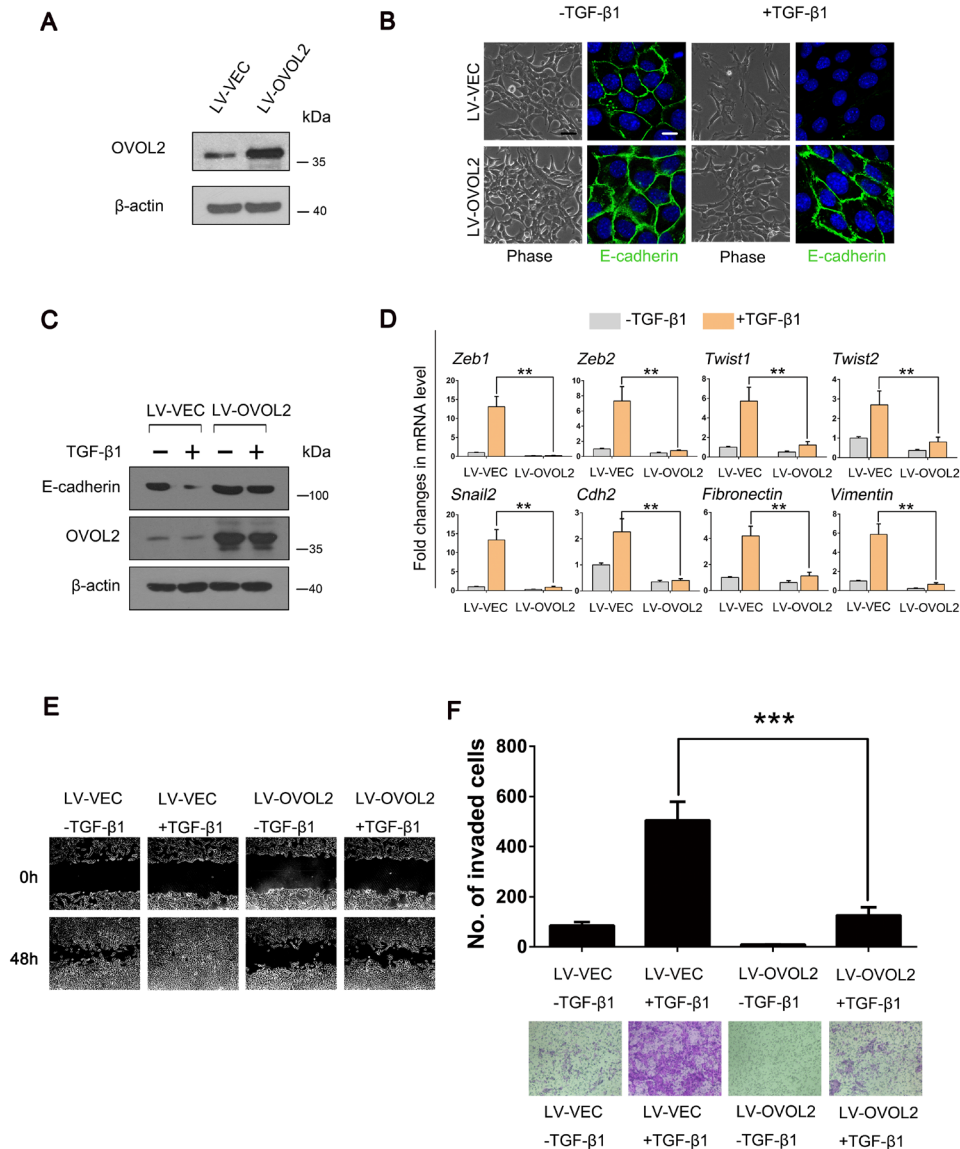 A
LV-VEC
LV-OVOL2
kDa
OVOL2
35
β-actin
40
B
-TGF-β1
+TGF-β1
LV-VEC
LV-OVOL2
Phase
E-cadherin
Phase
E-cadherin
C
LV-VEC LV-OVOL2
TGF-β1 – + – + kDa
E-cadherin
100
OVOL2
35
β-actin
40
D
-TGF-β1 +TGF-β1
Fold changes in mRNA level
Zeb1
**
20
15
10
5
0
LV-VEC LV-OVOL2
Zeb2
**
10
8
6
4
2
0
LV-VEC LV-OVOL2
Twist1
**
8
6
4
2
0
LV-VEC LV-OVOL2
Twist2
**
4
3
2
1
0
LV-VEC LV-OVOL2
Snail2
**
20
15
10
5
0
LV-VEC LV-OVOL2
Cdh2
**
3
2
1
0
LV-VEC LV-OVOL2
Fibronectin
**
6
4
2
0
LV-VEC LV-OVOL2
Vimentin
**
8
6
4
2
0
LV-VEC LV-OVOL2
E
LV-VEC LV-VEC LV-OVOL2 LV-OVOL2
-TGF-β1 +TGF-β1 -TGF-β1 +TGF-β1
0h
48h
F
***
No. of invaded cells
800
600
400
200
0
LV-VEC LV-VEC LV-OVOL2 LV-OVOL2
-TGF-β1 +TGF-β1 -TGF-β1 +TGF-β1
LV-VEC LV-VEC LV-OVOL2 LV-OVOL2
-TGF-β1 +TGF-β1 -TGF-β1 +TGF-β1